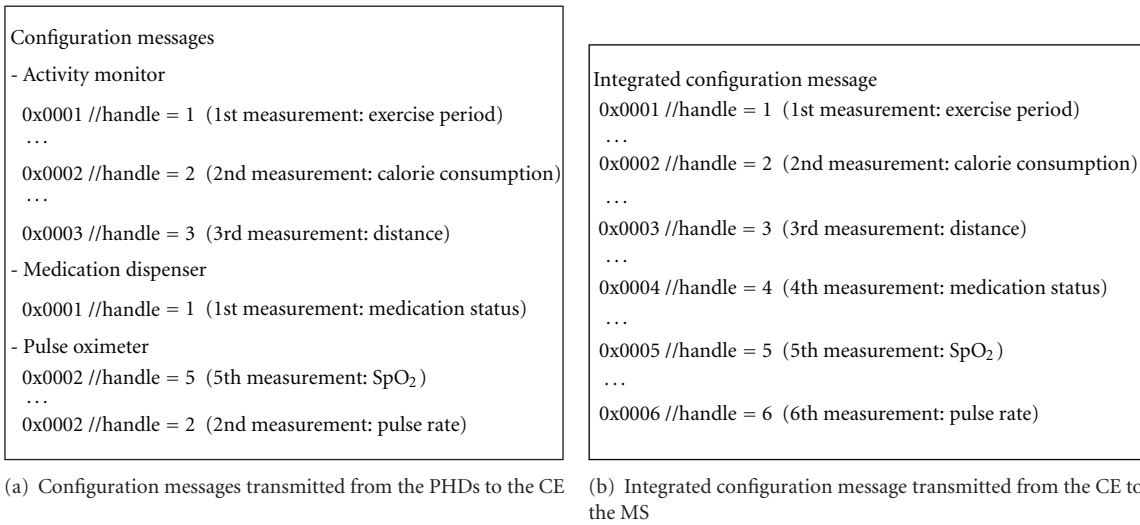 Configuration messages
- Activity monitor
0x0001 //handle = 1 (1st measurement: exercise period)
...
0x0002 //handle = 2 (2nd measurement: calorie consumption)
...
0x0003 //handle = 3 (3rd measurement: distance)
- Medication dispenser
0x0001 //handle = 1 (1st measurement: medication status)
- Pulse oximeter
0x0002 //handle = 5 (5th measurement: SpO₂)
...
0x0002 //handle = 2 (2nd measurement: pulse rate)
(a) Configuration messages transmitted from the PHDs to the CE
Integrated configuration message
0x0001 //handle = 1 (1st measurement: exercise period)
...
0x0002 //handle = 2 (2nd measurement: calorie consumption)
...
0x0003 //handle = 3 (3rd measurement: distance)
...
0x0004 //handle = 4 (4th measurement: medication status)
...
0x0005 //handle = 5 (5th measurement: SpO₂)
...
0x0006 //handle = 6 (6th measurement: pulse rate)
(b) Integrated configuration message transmitted from the CE to
the MS